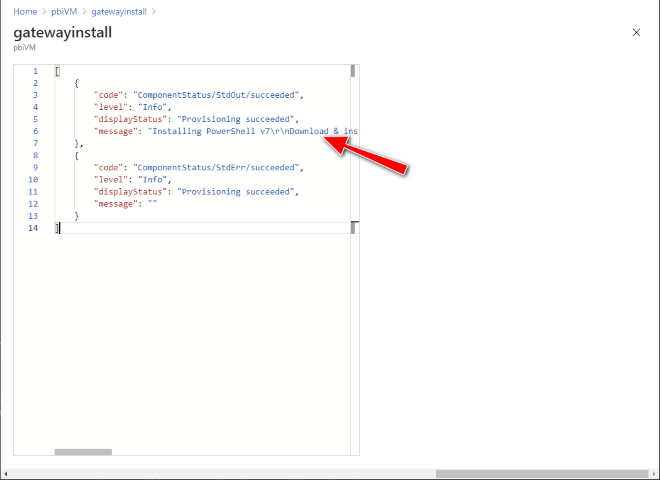 Home > pbiVM > gatewayinstall >
gatewayinstall
pbiVM
1 [
2 {
3 "code": "ComponentStatus/StdOut/succeeded",
4 "level": "Info",
5 "displayStatus": "Provisioning succeeded",
6 "message": "Installing PowerShell v7\r\nDownload & ins
7 },
8 {
9 "code": "ComponentStatus/StdErr/succeeded",
10 "level": "Info",
11 "displayStatus": "Provisioning succeeded",
12 "message": ""
13 }
14 ]